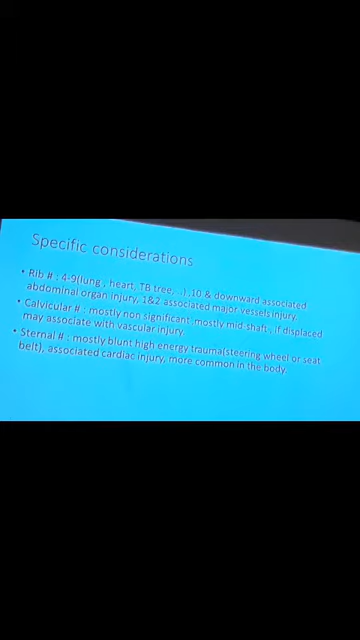 Specific considerations
• Rib # : 4-9(lung , heart, TB tree, ..) ,10 & downward associated
abdominal organ injury, 1&2 associated major vessels injury.
• Calvicular # : mostly non significant mostly mid-shaft , if displaced
may associate with vascular injury
• Sternal # : mostly blunt high energy trauma(steering wheel or seat
belt), associated cardiac injury, more common in the body.